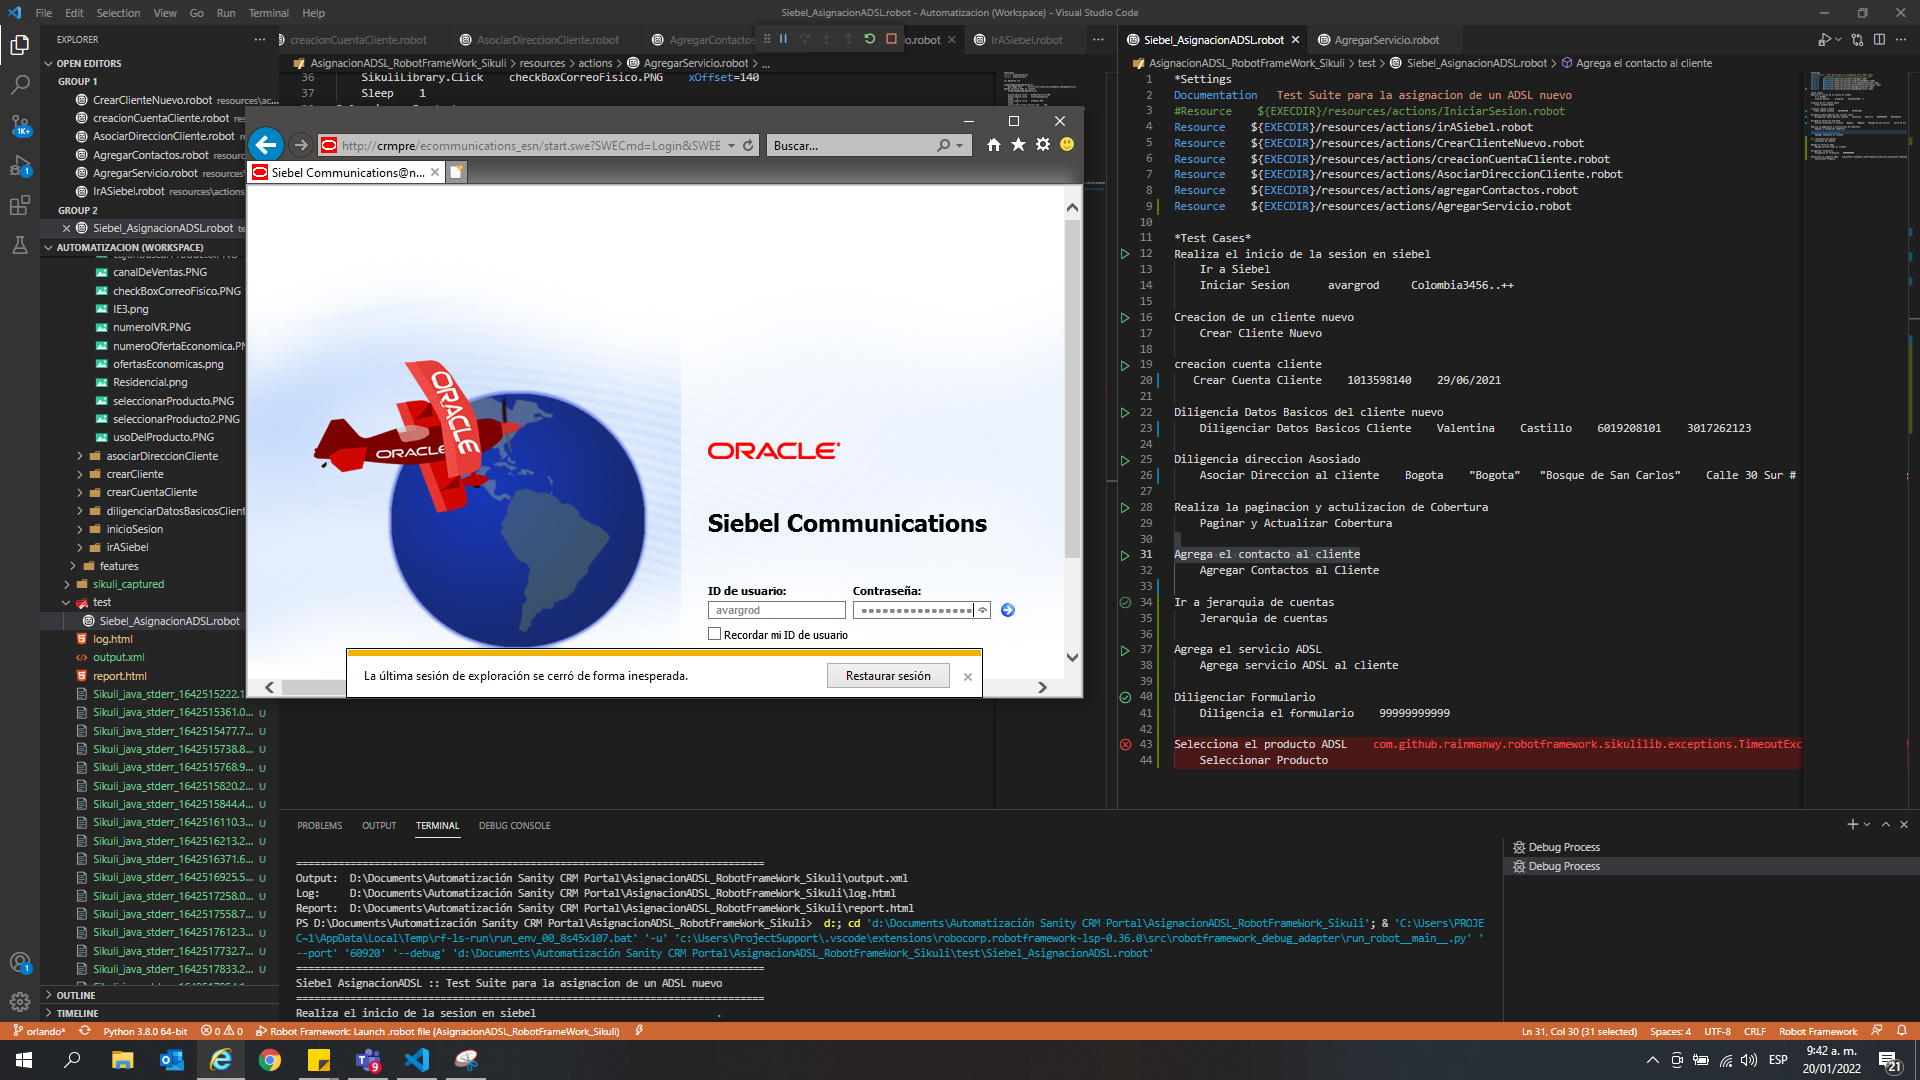 File Edit Selection View Go Run Terminal Help
Siebel_AsignacionADSL.robot - Automatizacion (Workspace) - Visual Studio Code
EXPLORER
OPEN EDITORS
GROUP 1
CrearClienteNuevo.robot resources\ac...
creacionCuentaCliente.robot resources...
AsociarDireccionCliente.robot
AgregarContactos.robot
AgregarServicio.robot
IrASiebel.robot resources\actions
GROUP 2
Siebel_AsignacionADSL.robot
AUTOMATIZACION (WORKSPACE)
canalDeVentas.PNG
checkBoxCorreoFisico.PNG
IE3.png
numeroIVR.PNG
numeroOfertaEconomica.PN
ofertasEconomicas.png
Residencial.png
seleccionarProducto.PNG
seleccionarProducto2.PNG
usoDelProducto.PNG
asociarDireccionCliente
crearCliente
crearCuentaCliente
diligenciarDatosBasicosClient
inicioSesion
irASiebel
features
sikuli_captured
test
Siebel_AsignacionADSL.robot
log.html
output.xml
report.html
Sikuli_java_stderr_1642515222.1...
Sikuli_java_stderr_1642515361.0... U
Sikuli_java_stderr_1642515477.7... U
Sikuli_java_stderr_1642515738.8... U
Sikuli_java_stderr_1642515768.9... U
Sikuli_java_stderr_1642515820.2... U
Sikuli_java_stderr_1642515844.4... U
Sikuli_java_stderr_1642516110.3... U
Sikuli_java_stderr_1642516213.2... U
Sikuli_java_stderr_1642516371.6... U
Sikuli_java_stderr_1642516925.5... U
Sikuli_java_stderr_1642517258.0... U
Sikuli_java_stderr_1642517558.7... U
Sikuli_java_stderr_1642517612.3... U
Sikuli_java_stderr_1642517732.7... U
Sikuli_java_stderr_1642517833.2... U
OUTLINE
TIMELINE
creacionCuentaCliente.robot AsociarDireccionCliente.robot AgregarContactos io.robot IrASiebel.robot
AsignacionADSL_RobotFrameWork_Sikuli > resources > actions > AgregarServicio.robot > ...
36 SikuliLibrary.Click checkBoxCorreoFisico.PNG xOffset=140
37 Sleep 1
http://crmpre/ecommunications_esn/start.swe?SWECmd=Login&SWEE
Buscar...
Siebel Communications@n...
ORACLE
ORACLE
ORACLE
Siebel Communications
ID de usuario: Contraseña:
avargrod
Recordar mi ID de usuario
La última sesión de exploración se cerró de forma inesperada.
Restaurar sesión
Siebel_AsignacionADSL.robot AgregarServicio.robot
AsignacionADSL_RobotFrameWork_Sikuli > test > Siebel_AsignacionADSL.robot > Agrega el contacto al cliente
1 *Settings
2 Documentation Test Suite para la asignacion de un ADSL nuevo
3 #Resource ${EXECDIR}/resources/actions/IniciarSesion.robot
4 Resource ${EXECDIR}/resources/actions/irASiebel.robot
5 Resource ${EXECDIR}/resources/actions/CrearClienteNuevo.robot
6 Resource ${EXECDIR}/resources/actions/creacionCuentaCliente.robot
7 Resource ${EXECDIR}/resources/actions/AsociarDireccionCliente.robot
8 Resource ${EXECDIR}/resources/actions/agregarContactos.robot
9 Resource ${EXECDIR}/resources/actions/AgregarServicio.robot
10
11 *Test Cases*
12 Realiza el inicio de la sesion en siebel
13 Ir a Siebel
14 Iniciar Sesion avargrod Colombia3456..++
15
16 Creacion de un cliente nuevo
17 Crear Cliente Nuevo
18
19 creacion cuenta cliente
20 Crear Cuenta Cliente 1013598140 29/06/2021
21
22 Diligencia Datos Basicos del cliente nuevo
23 Diligenciar Datos Basicos Cliente Valentina Castillo 6019208101 3017262123
24
25 Diligencia direccion Asosiado
26 Asociar Direccion al cliente Bogota "Bogota" "Bosque de San Carlos" Calle 30 Sur #
27
28 Realiza la paginacion y actulizacion de Cobertura
29 Paginar y Actualizar Cobertura
30
31 Agrega el contacto al cliente
32 Agregar Contactos al Cliente
33
34 Ir a jerarquia de cuentas
35 Jerarquia de cuentas
36
37 Agrega el servicio ADSL
38 Agrega servicio ADSL al cliente
39
40 Diligenciar Formulario
41 Diligencia el formulario 99999999999
42
43 Selecciona el producto ADSL com.github.rainmanwy.robotframework.sikulilib.exceptions.TimeoutExc
44 Seleccionar Producto
PROBLEMS OUTPUT TERMINAL DEBUG CONSOLE
Debug Process
Debug Process
==============================================================================
Output: D:\Documents\Automatización Sanity CRM Portal\AsignacionADSL_RobotFrameWork_Sikuli\output.xml
Log: D:\Documents\Automatización Sanity CRM Portal\AsignacionADSL_RobotFrameWork_Sikuli\log.html
Report: D:\Documents\Automatización Sanity CRM Portal\AsignacionADSL_RobotFrameWork_Sikuli\report.html
PS D:\Documents\Automatización Sanity CRM Portal\AsignacionADSL_RobotFrameWork_Sikuli> d:; cd 'd:\Documents\Automatización Sanity CRM Portal\AsignacionADSL_RobotFrameWork_Sikuli'; & 'C:\Users\PROJE
C~1\AppData\Local\Temp\rf-ls-run\run_env_00_8s45x107.bat' '-u' 'c:\Users\ProjectSupport\.vscode\extensions\robocorp.robotframework-lsp-0.36.0\src\robotframework_debug_adapter\run_robot__main__.py' '
--port' '60920' '--debug' 'd:\Documents\Automatización Sanity CRM Portal\AsignacionADSL_RobotFrameWork_Sikuli\test\Siebel_AsignacionADSL.robot'
==============================================================================
Siebel AsignacionADSL :: Test Suite para la asignacion de un ADSL nuevo
==============================================================================
Realiza el inicio de la sesion en siebel .
orlando* Python 3.8.0 64-bit 0 0 Robot Framework: Launch .robot file (AsignacionADSL_RobotFrameWork_Sikuli)
Ln 31, Col 30 (31 selected) Spaces: 4 UTF-8 CRLF Robot Framework
ESP
9:42 a. m.
20/01/2022
21